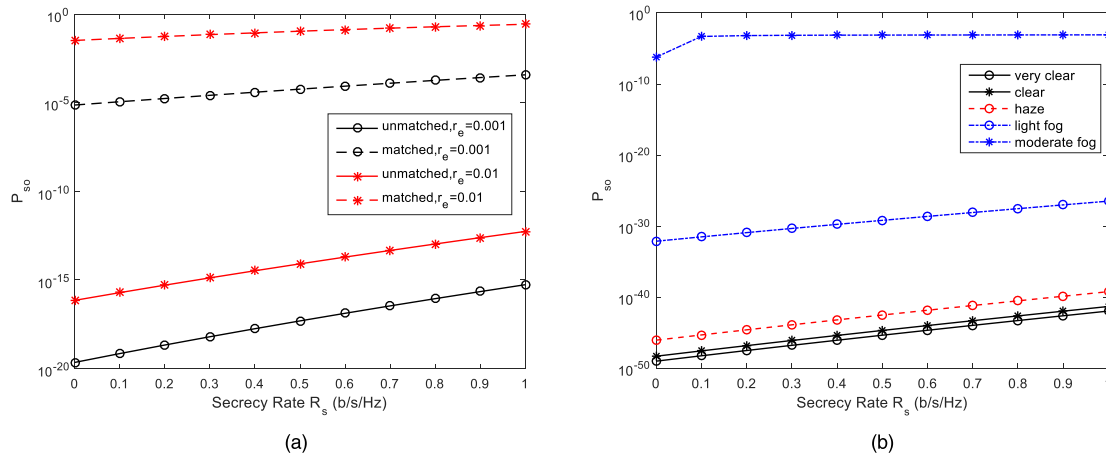 10^0
10^-5
10^-10
10^-15
10^-20
P_so
unmatched,r_e=0.001
matched,r_e=0.001
unmatched,r_e=0.01
matched,r_e=0.01
0 0.1 0.2 0.3 0.4 0.5 0.6 0.7 0.8 0.9 1
Secrecy Rate R_s (b/s/Hz)
(a)
10^0
10^-10
10^-20
10^-30
10^-40
10^-50
P_so
very clear
clear
haze
light fog
moderate fog
0 0.1 0.2 0.3 0.4 0.5 0.6 0.7 0.8 0.9
Secrecy Rate R_s (b/s/Hz)
(b)